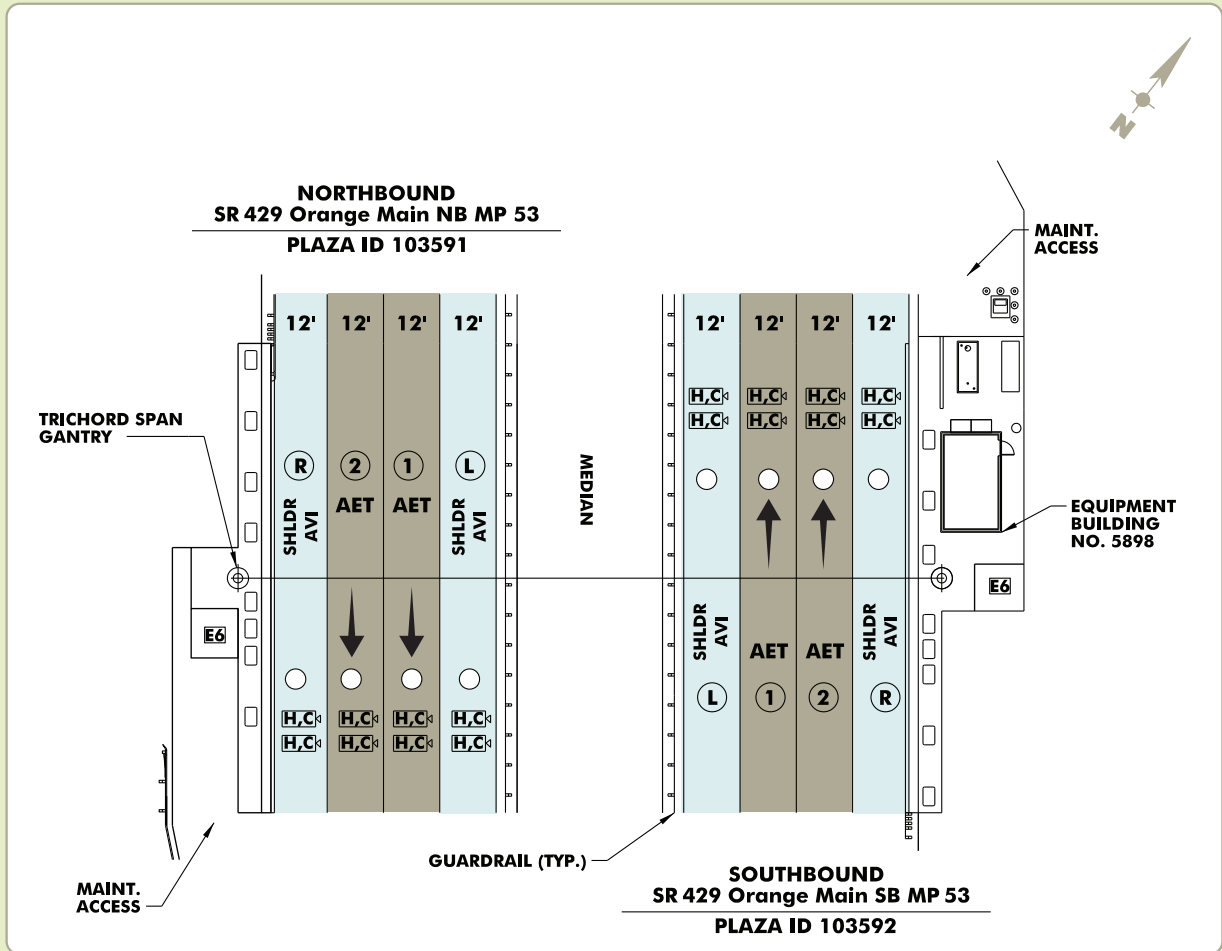 N
NORTHBOUND
SR 429 Orange Main NB MP 53
PLAZA ID 103591
MAINT.
ACCESS
12' 12' 12' 12'
12' 12' 12' 12'
H,C H,C H,C H,C
H,C H,C H,C H,C
TRICHORD SPAN
GANTRY
R 2 1 L
SHLDR
AVI
AET AET
SHLDR
AVI
MEDIAN
EQUIPMENT
BUILDING
NO. 5898
E6
E6
SHLDR
AVI
AET AET
SHLDR
AVI
L 1 2 R
H,C H,C H,C H,C
H,C H,C H,C H,C
GUARDRAIL (TYP.)
MAINT.
ACCESS
SOUTHBOUND
SR 429 Orange Main SB MP 53
PLAZA ID 103592